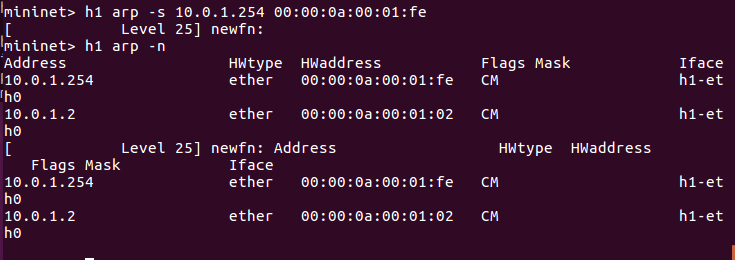 mininet> h1 arp -s 10.0.1.254 00:00:0a:00:01:fe
[            Level 25] newfn:
mininet> h1 arp -n
Address                  HWtype  HWaddress           Flags Mask            Iface
10.0.1.254               ether   00:00:0a:00:01:fe   CM                    h1-et
h0
10.0.1.2                 ether   00:00:0a:00:01:02   CM                    h1-et
h0
[            Level 25] newfn: Address                  HWtype  HWaddress
   Flags Mask            Iface
10.0.1.254               ether   00:00:0a:00:01:fe   CM                    h1-et
h0
10.0.1.2                 ether   00:00:0a:00:01:02   CM                    h1-et
h0